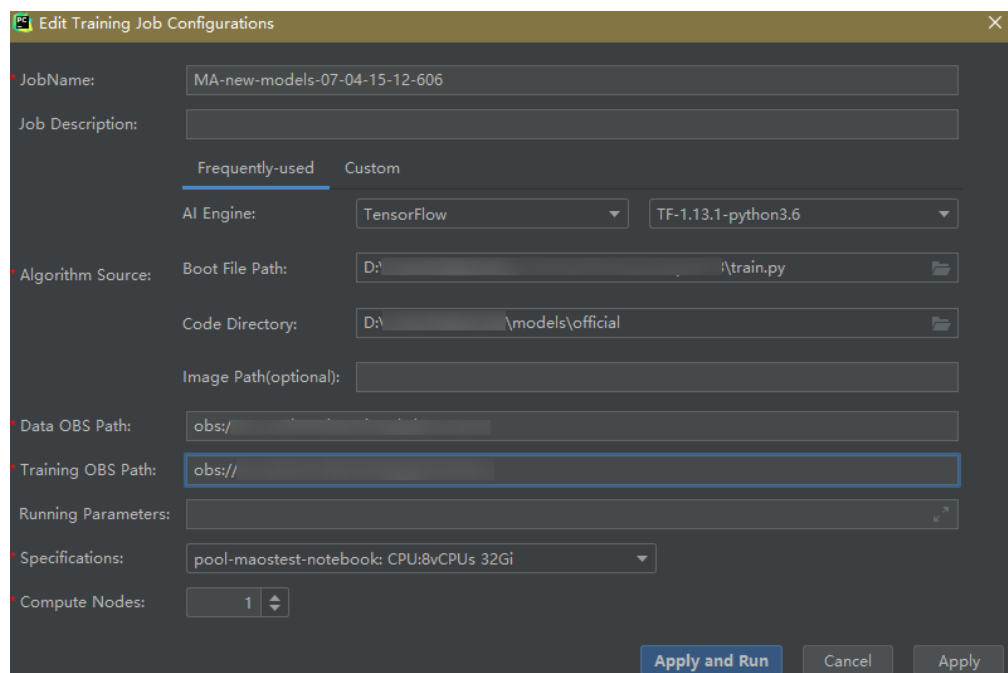 PC Edit Training Job Configurations
* JobName: MA-new-models-07-04-15-12-606
Job Description:
Frequently-used Custom
AI Engine: TensorFlow TF-1.13.1-python3.6
* Algorithm Source:
Boot File Path: D:\ \train.py
Code Directory: D:\ \models\official
Image Path(optional):
* Data OBS Path: obs:/
* Training OBS Path: obs://
Running Parameters:
* Specifications: pool-maostest-notebook: CPU:8vCPUs 32Gi
* Compute Nodes: 1
Apply and Run Cancel Apply